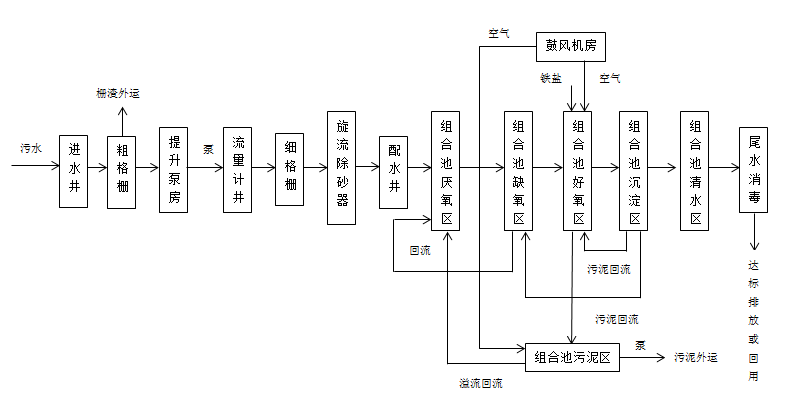 空气
鼓风机房
栅渣外运
铁盐
空气
污水
进水井
粗格栅
提升泵房
泵
流量计井
细格栅
旋流除砂器
配水井
组合池厌氧区
组合池缺氧区
组合池好氧区
组合池沉淀区
组合池清水区
尾水消毒
回流
污泥回流
污泥回流
达标排放或回用
组合池污泥区
泵
污泥外运
溢流回流